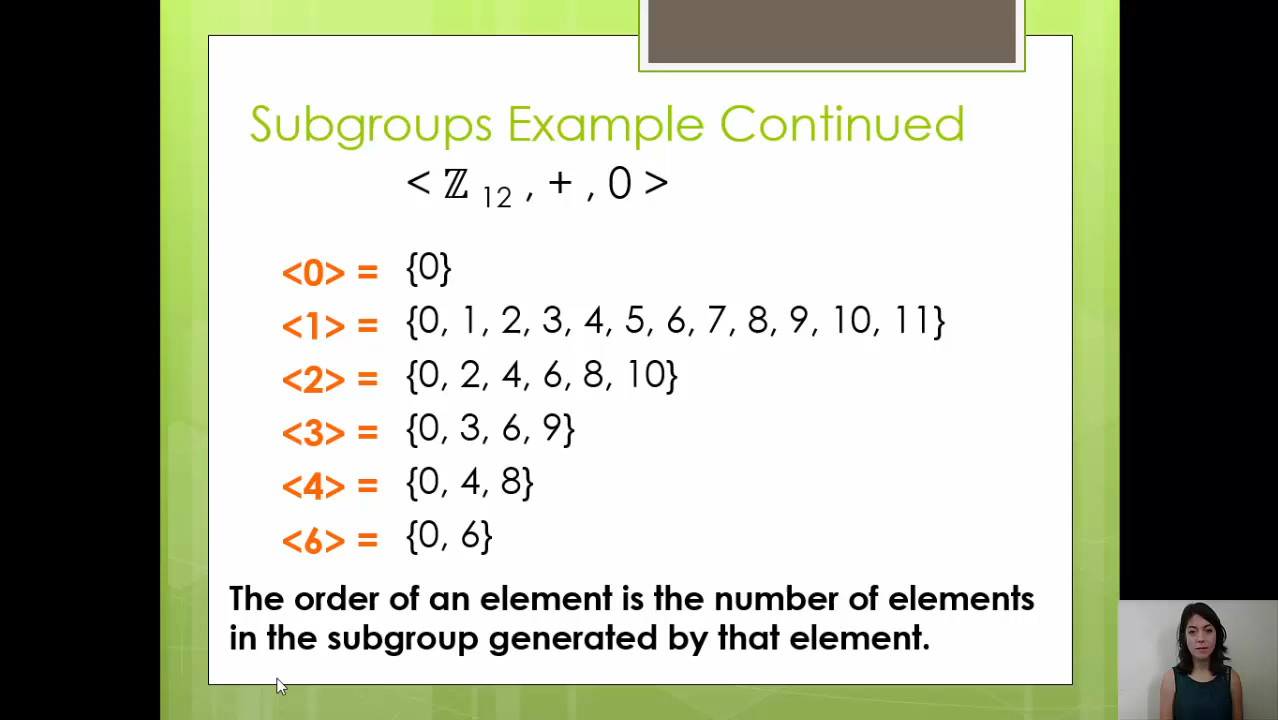 Subgroups Example Continued
< ℤ 12 , + , 0 >
<0> = {0}
<1> = {0, 1, 2, 3, 4, 5, 6, 7, 8, 9, 10, 11}
<2> = {0, 2, 4, 6, 8, 10}
<3> = {0, 3, 6, 9}
<4> = {0, 4, 8}
<6> = {0, 6}
The order of an element is the number of elements
in the subgroup generated by that element.